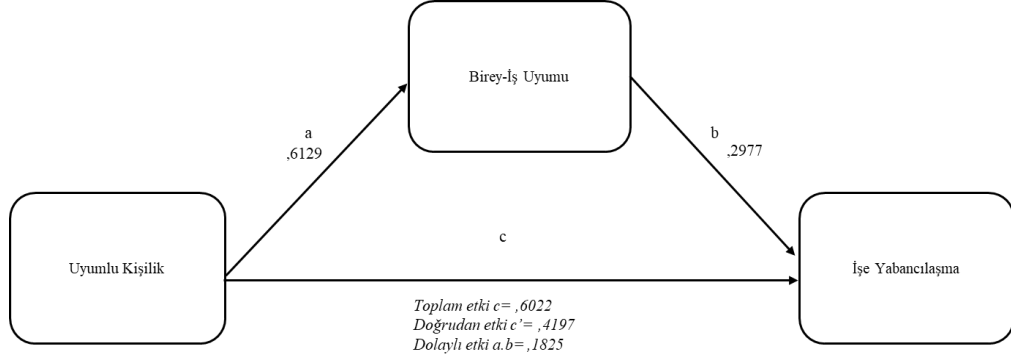 Birey-İş Uyumu
a
,6129
b
,2977
Uyumlu Kişilik
c
İşe Yabancılaşma
Toplam etki c= ,6022
Doğrudan etki c’= ,4197
Dolaylı etki a.b= ,1825